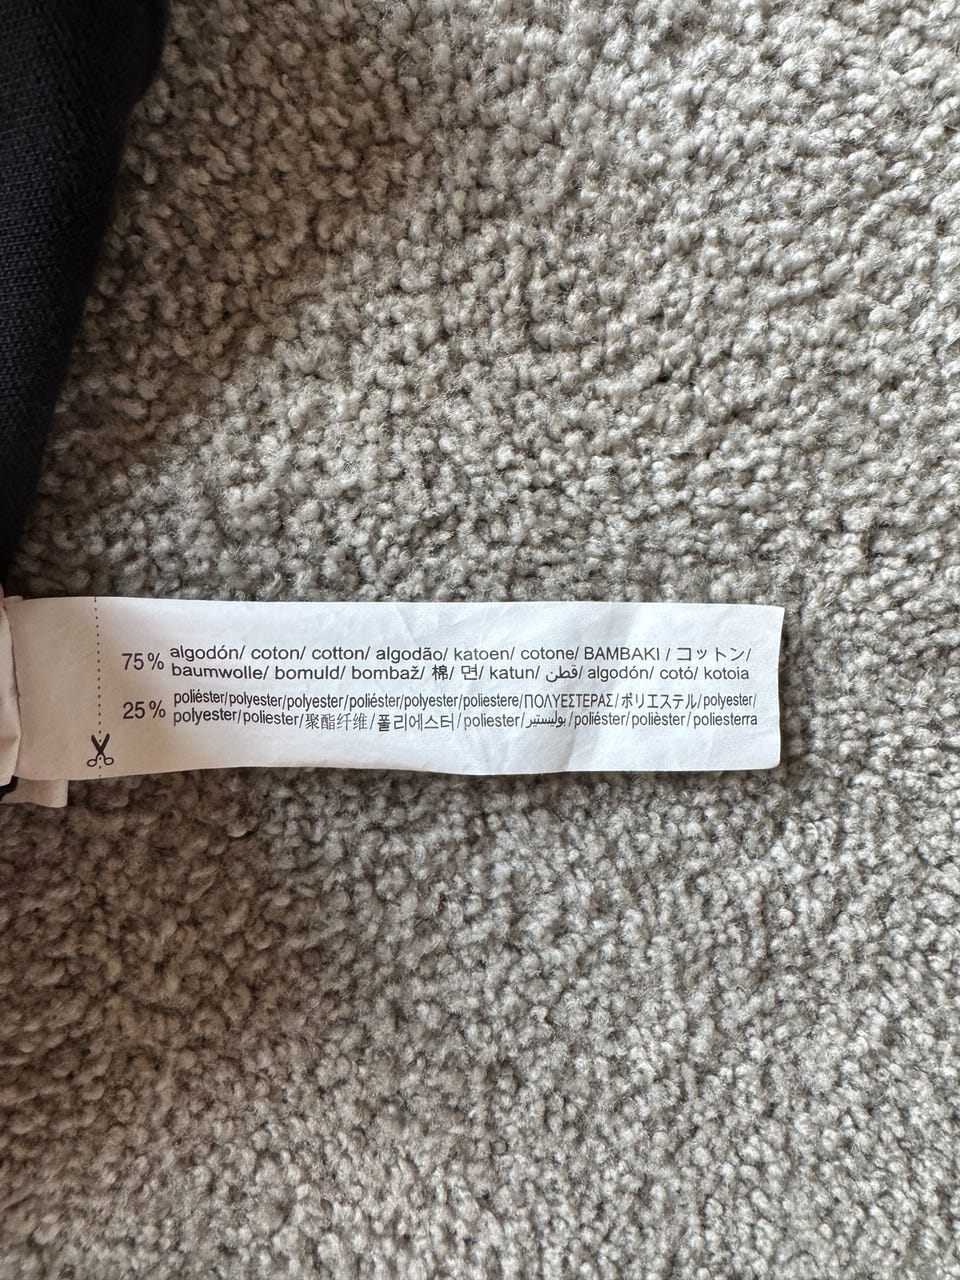 75% algodón/ coton/ cotton/ algodão/ katoen/ cotone/ BAMBAKI / コットン/
baumwolle/ bomuld/ bombaž/ 棉/ 면/ katun/ قطن/ algodón/ cotó/ kotoia
25% poliéster/polyester/polyester/poliéster/polyester/poliestere/ΠΟΛΥΕΣΤΕΡΑΣ/ポリエステル/polyester/
polyester/poliester/聚酯纤维/폴리에스터/poliester/بوليستير/poliéster/polièster/poliesterra